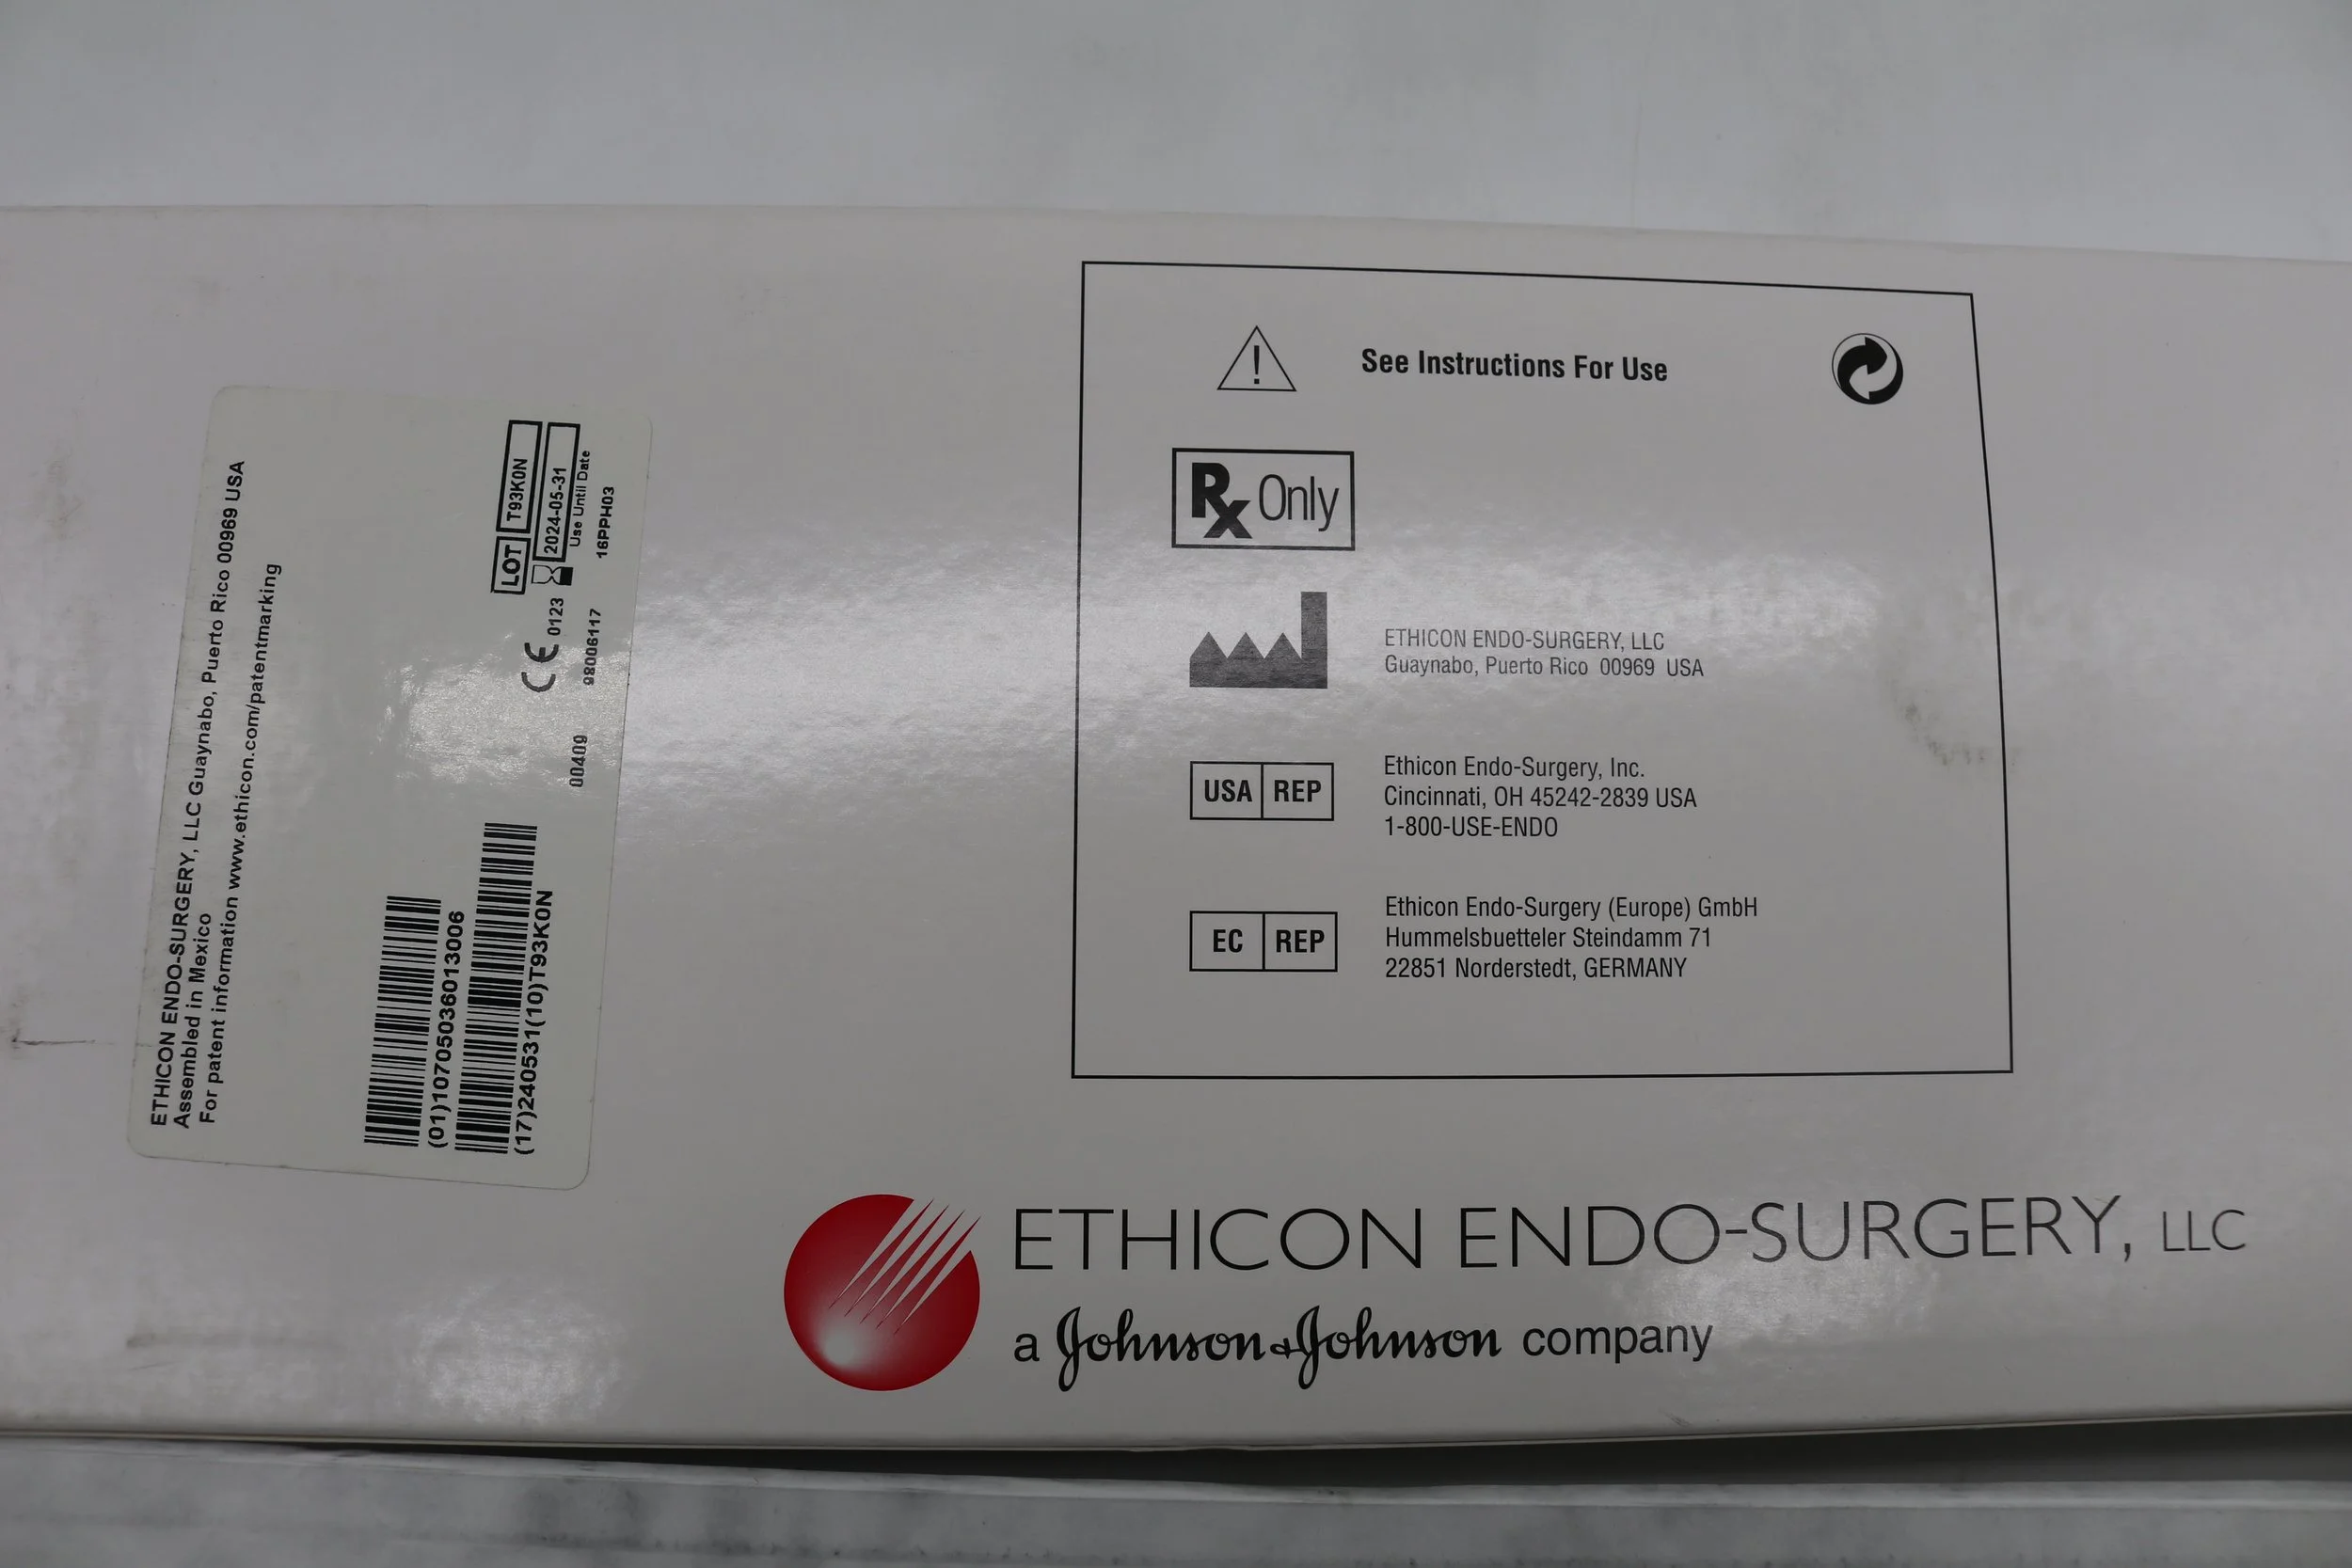 ETHICON ENDO-SURGERY, LLC Guaynabo, Puerto Rico 00969 USA
Assembled in Mexico
For patent information www.ethicon.com/patentmarking
(01)10705036013006
(17)240531(10)T93K0N
LOT T93K0N
2024-05-31
Use Until Date
CE 0123
00409 98006117 16PPH03
See Instructions For Use
Rx Only
ETHICON ENDO-SURGERY, LLC
Guaynabo, Puerto Rico 00969 USA
USA REP
Ethicon Endo-Surgery, Inc.
Cincinnati, OH 45242-2839 USA
1-800-USE-ENDO
EC REP
Ethicon Endo-Surgery (Europe) GmbH
Hummelsbuetteler Steindamm 71
22851 Norderstedt, GERMANY
ETHICON ENDO-SURGERY, LLC
a Johnson & Johnson company